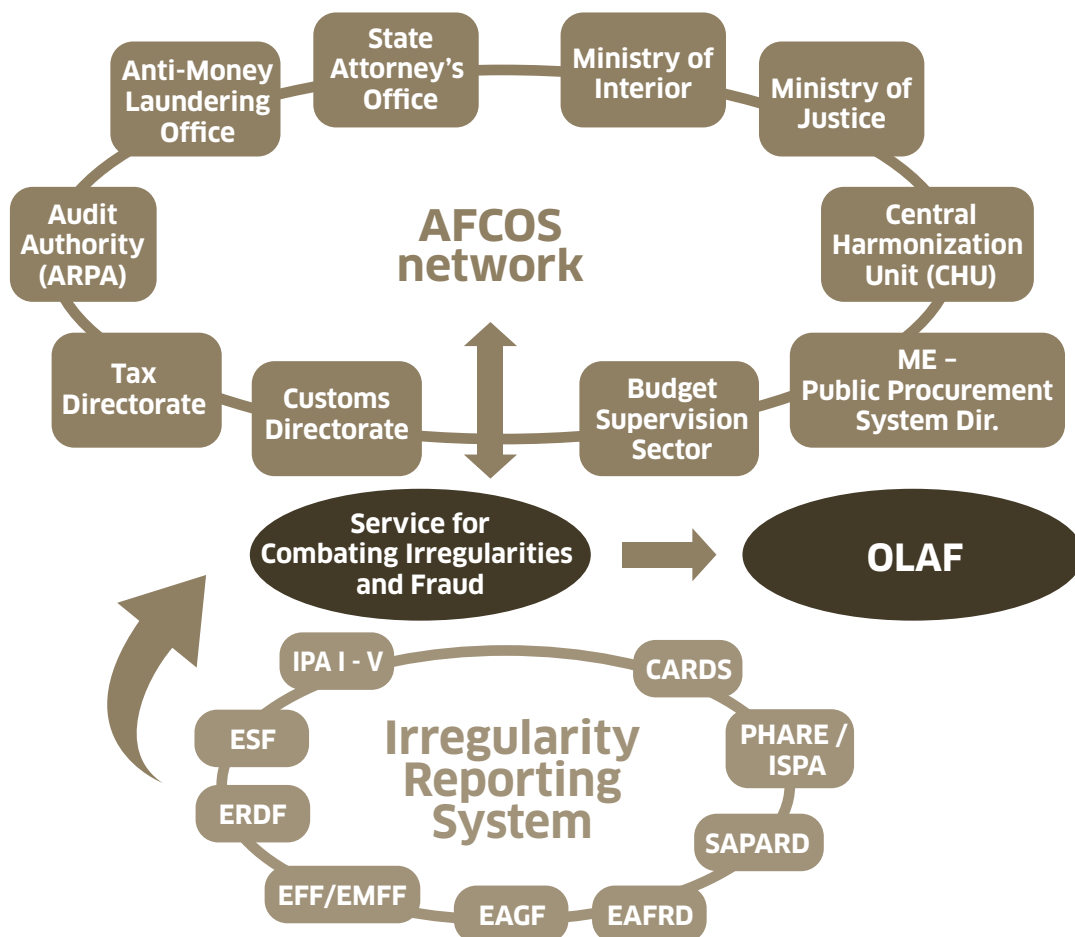 State
Attorney's
Office
Ministry of
Interior
Anti-Money
Laundering
Office
Ministry of
Justice
Audit
Authority
(ARPA)
AFCOS
network
Central
Harmonization
Unit (CHU)
Tax
Directorate
Customs
Directorate
Budget
Supervision
Sector
ME –
Public Procurement
System Dir.
Service for
Combating Irregularities
and Fraud
OLAF
IPA I - V
CARDS
ESF
Irregularity
Reporting
System
PHARE /
ISPA
ERDF
SAPARD
EFF/EMFF
EAGF
EAFRD